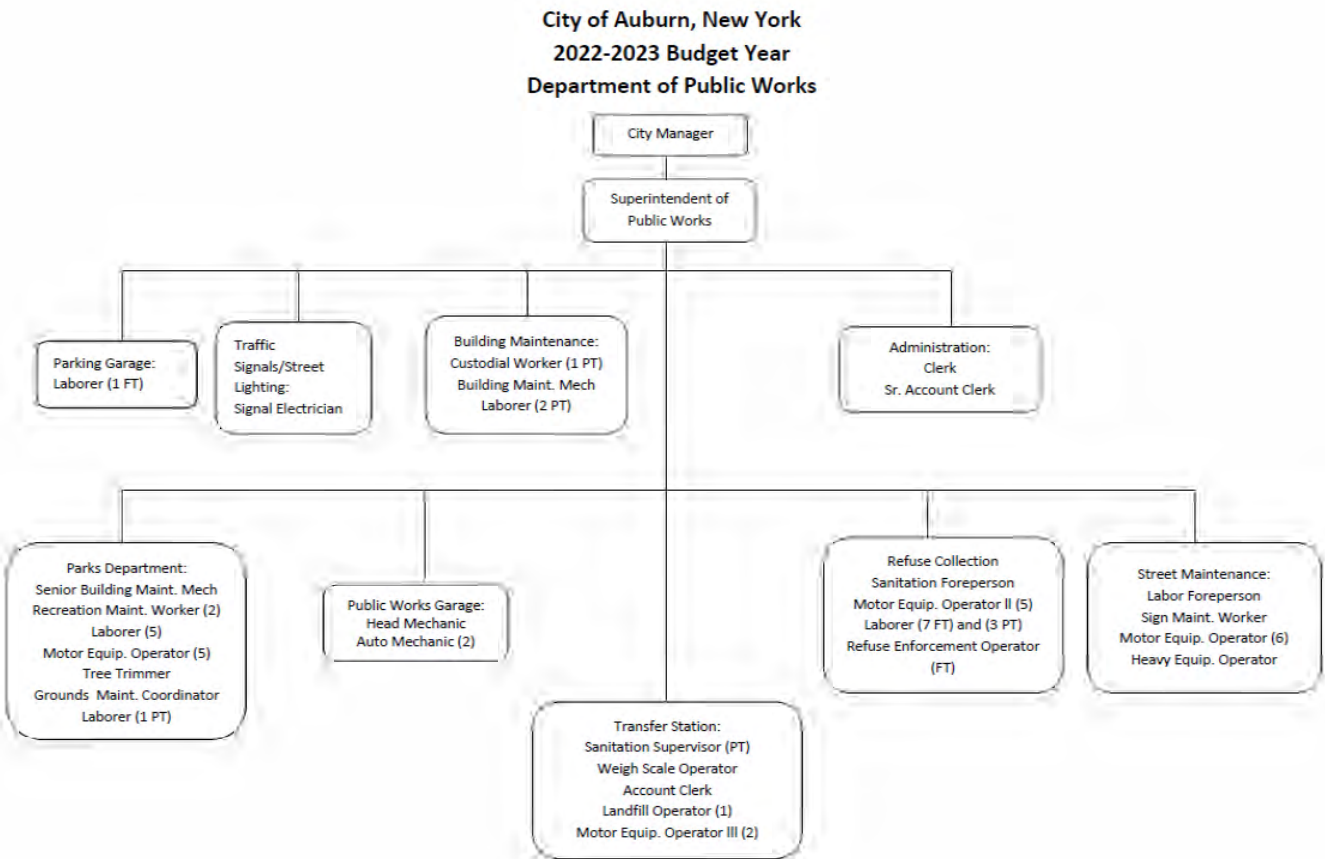 City of Auburn, New York
2022-2023 Budget Year
Department of Public Works
City Manager
Superintendent of
Public Works
Parking Garage:
Laborer (1 FT)
Traffic
Signals/Street
Lighting:
Signal Electrician
Building Maintenance:
Custodial Worker (1 PT)
Building Maint. Mech
Laborer (2 PT)
Administration:
Clerk
Sr. Account Clerk
Parks Department:
Senior Building Maint. Mech
Recreation Maint. Worker (2)
Laborer (5)
Motor Equip. Operator (5)
Tree Trimmer
Grounds Maint. Coordinator
Laborer (1 PT)
Public Works Garage:
Head Mechanic
Auto Mechanic (2)
Transfer Station:
Sanitation Supervisor (PT)
Weigh Scale Operator
Account Clerk
Landfill Operator (1)
Motor Equip. Operator III (2)
Refuse Collection
Sanitation Foreperson
Motor Equip. Operator II (5)
Laborer (7 FT) and (3 PT)
Refuse Enforcement Operator
(FT)
Street Maintenance:
Labor Foreperson
Sign Maint. Worker
Motor Equip. Operator (6)
Heavy Equip. Operator